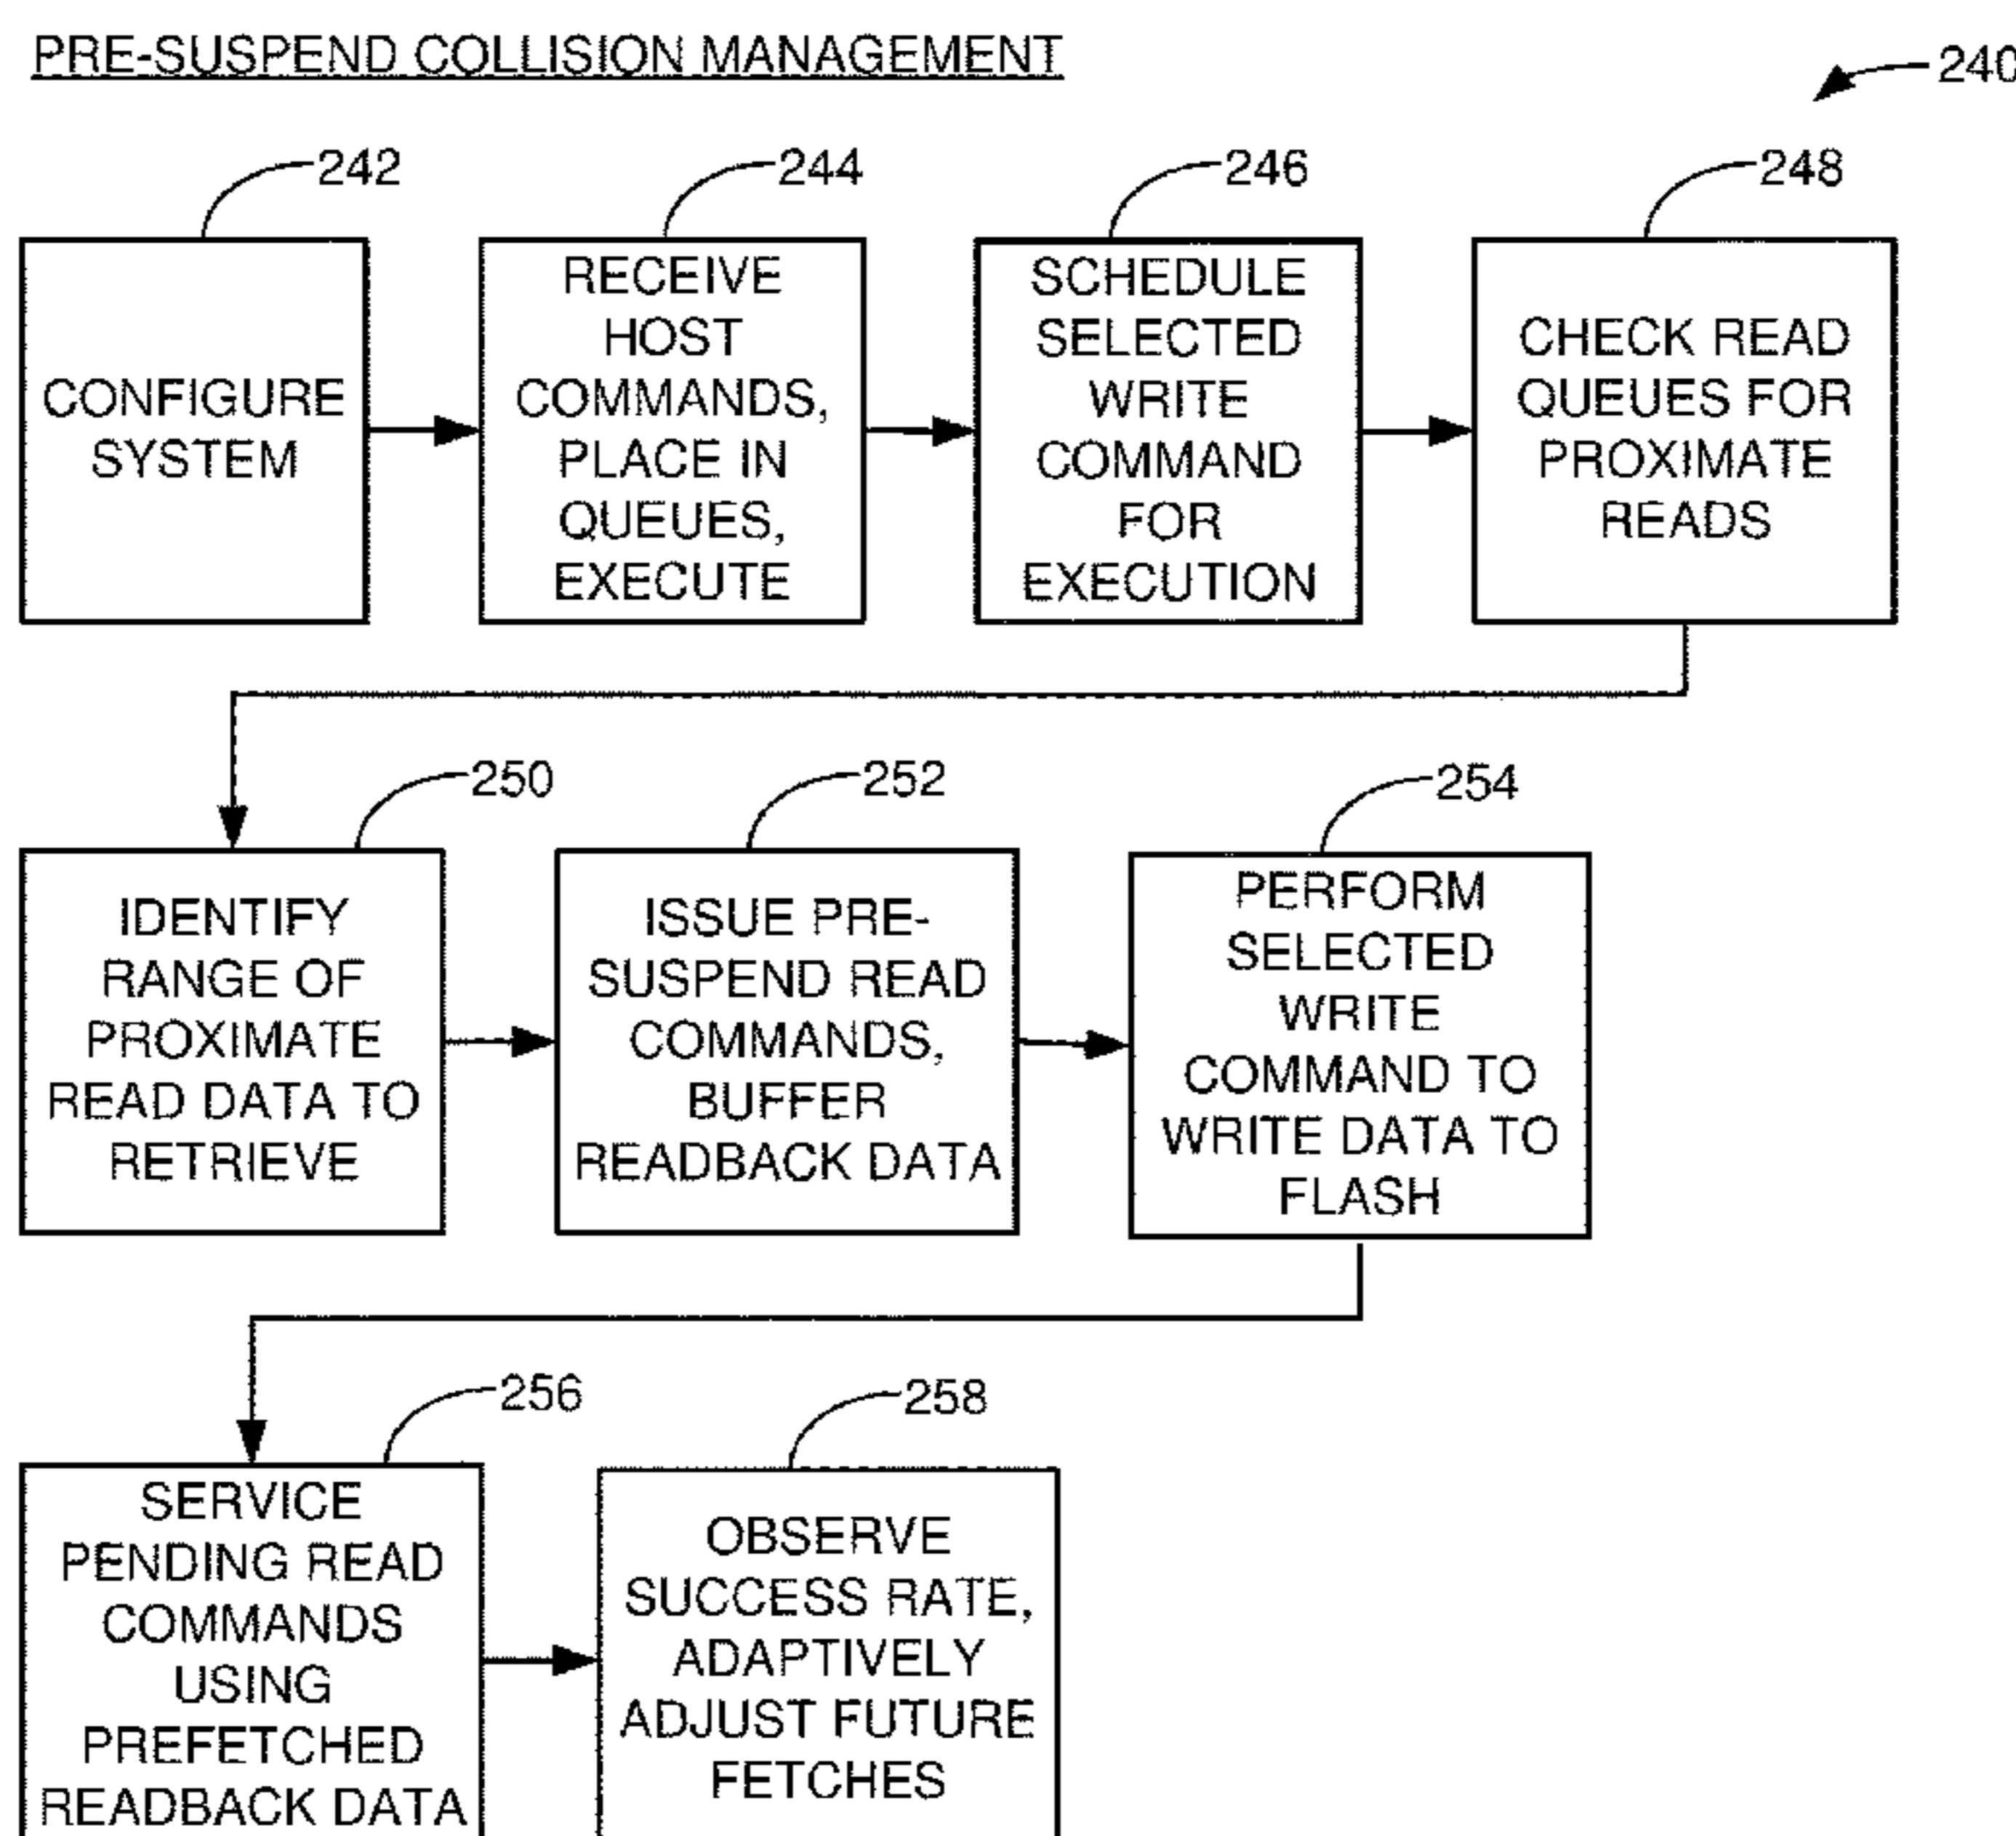 PRE-SUSPEND COLLISION MANAGEMENT
240
242
244
246
248
CONFIGURE
SYSTEM
RECEIVE
HOST
COMMANDS,
PLACE IN
QUEUES,
EXECUTE
SCHEDULE
SELECTED
WRITE
COMMAND
FOR
EXECUTION
CHECK READ
QUEUES FOR
PROXIMATE
READS
250
252
254
IDENTIFY
RANGE OF
PROXIMATE
READ DATA TO
RETRIEVE
ISSUE PRE-
SUSPEND READ
COMMANDS,
BUFFER
READBACK DATA
PERFORM
SELECTED
WRITE
COMMAND TO
WRITE DATA TO
FLASH
256
258
SERVICE
PENDING READ
COMMANDS
USING
PREFETCHED
READBACK DATA
OBSERVE
SUCCESS RATE,
ADAPTIVELY
ADJUST FUTURE
FETCHES